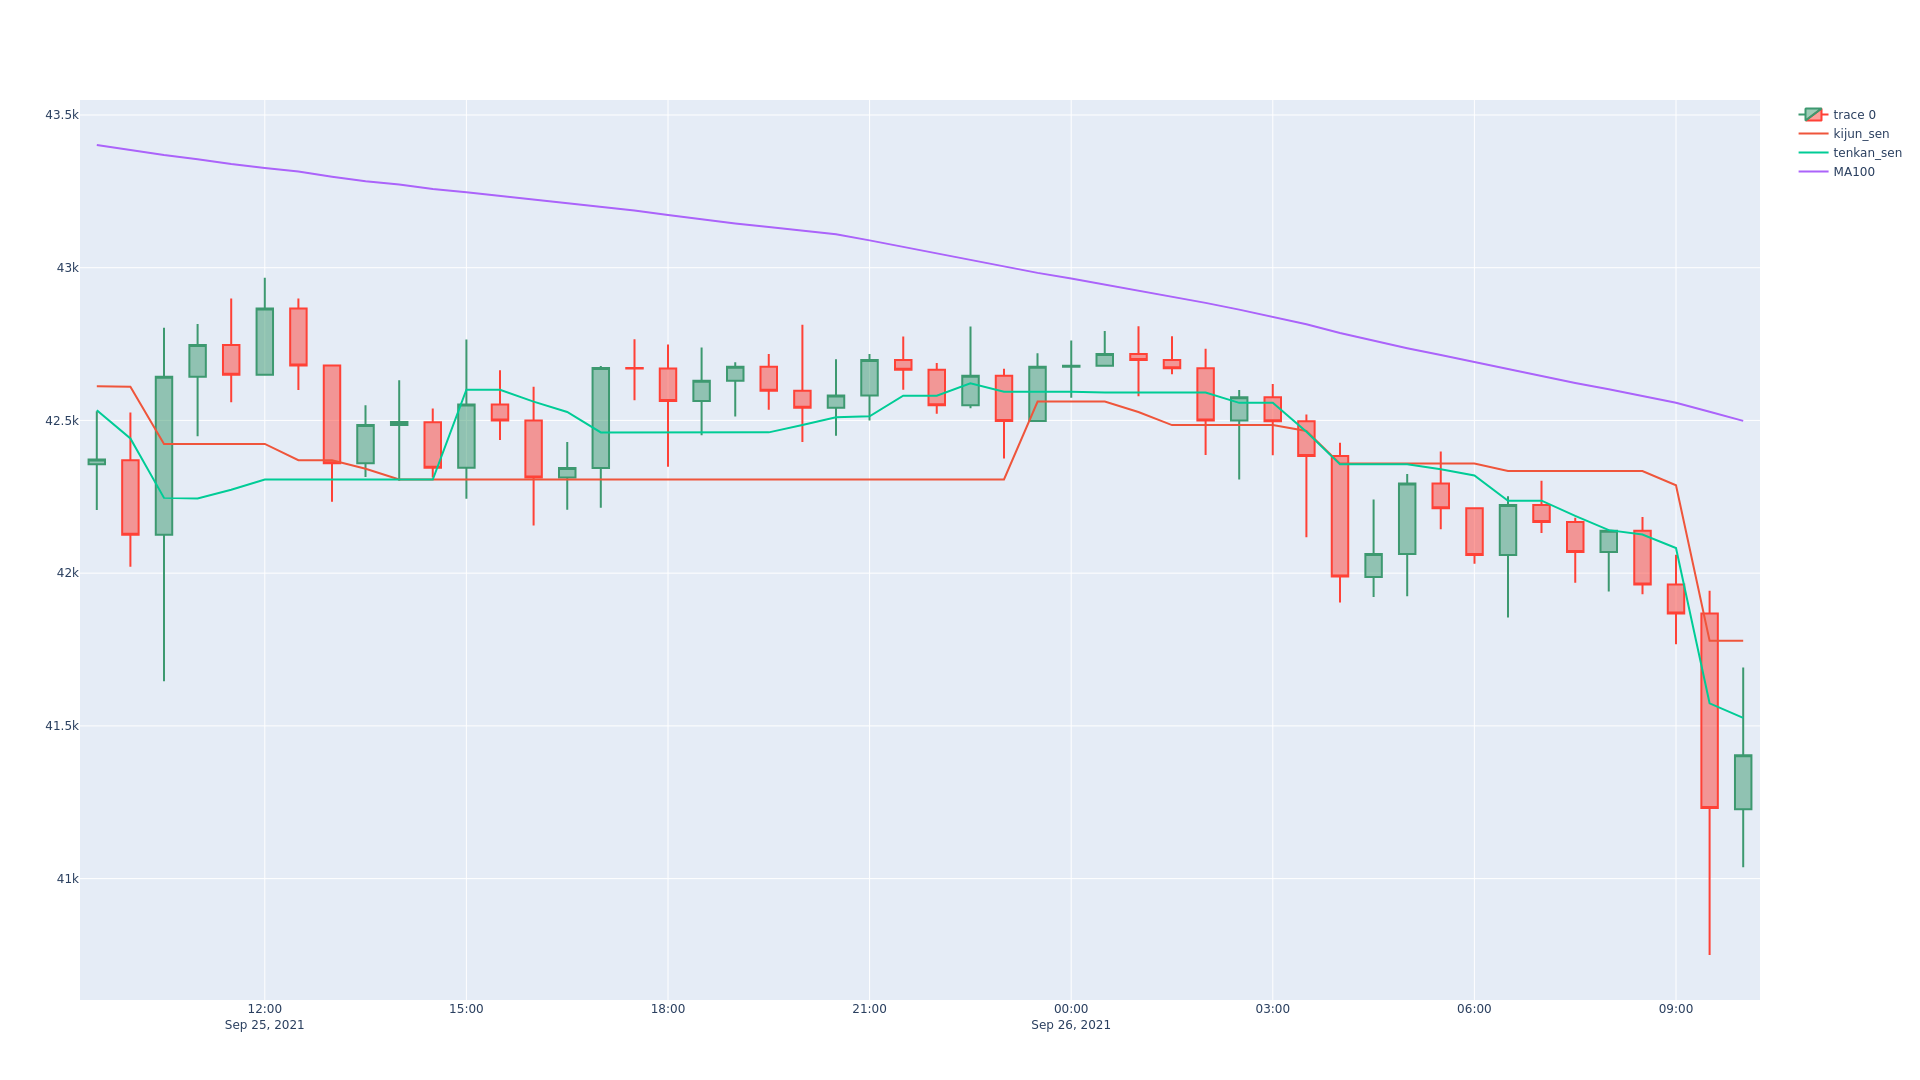 43.5k
43k
42.5k
42k
41.5k
41k
12:00
Sep 25, 2021
15:00
18:00
21:00
00:00
Sep 26, 2021
03:00
06:00
09:00
trace 0
kijun_sen
tenkan_sen
MA100